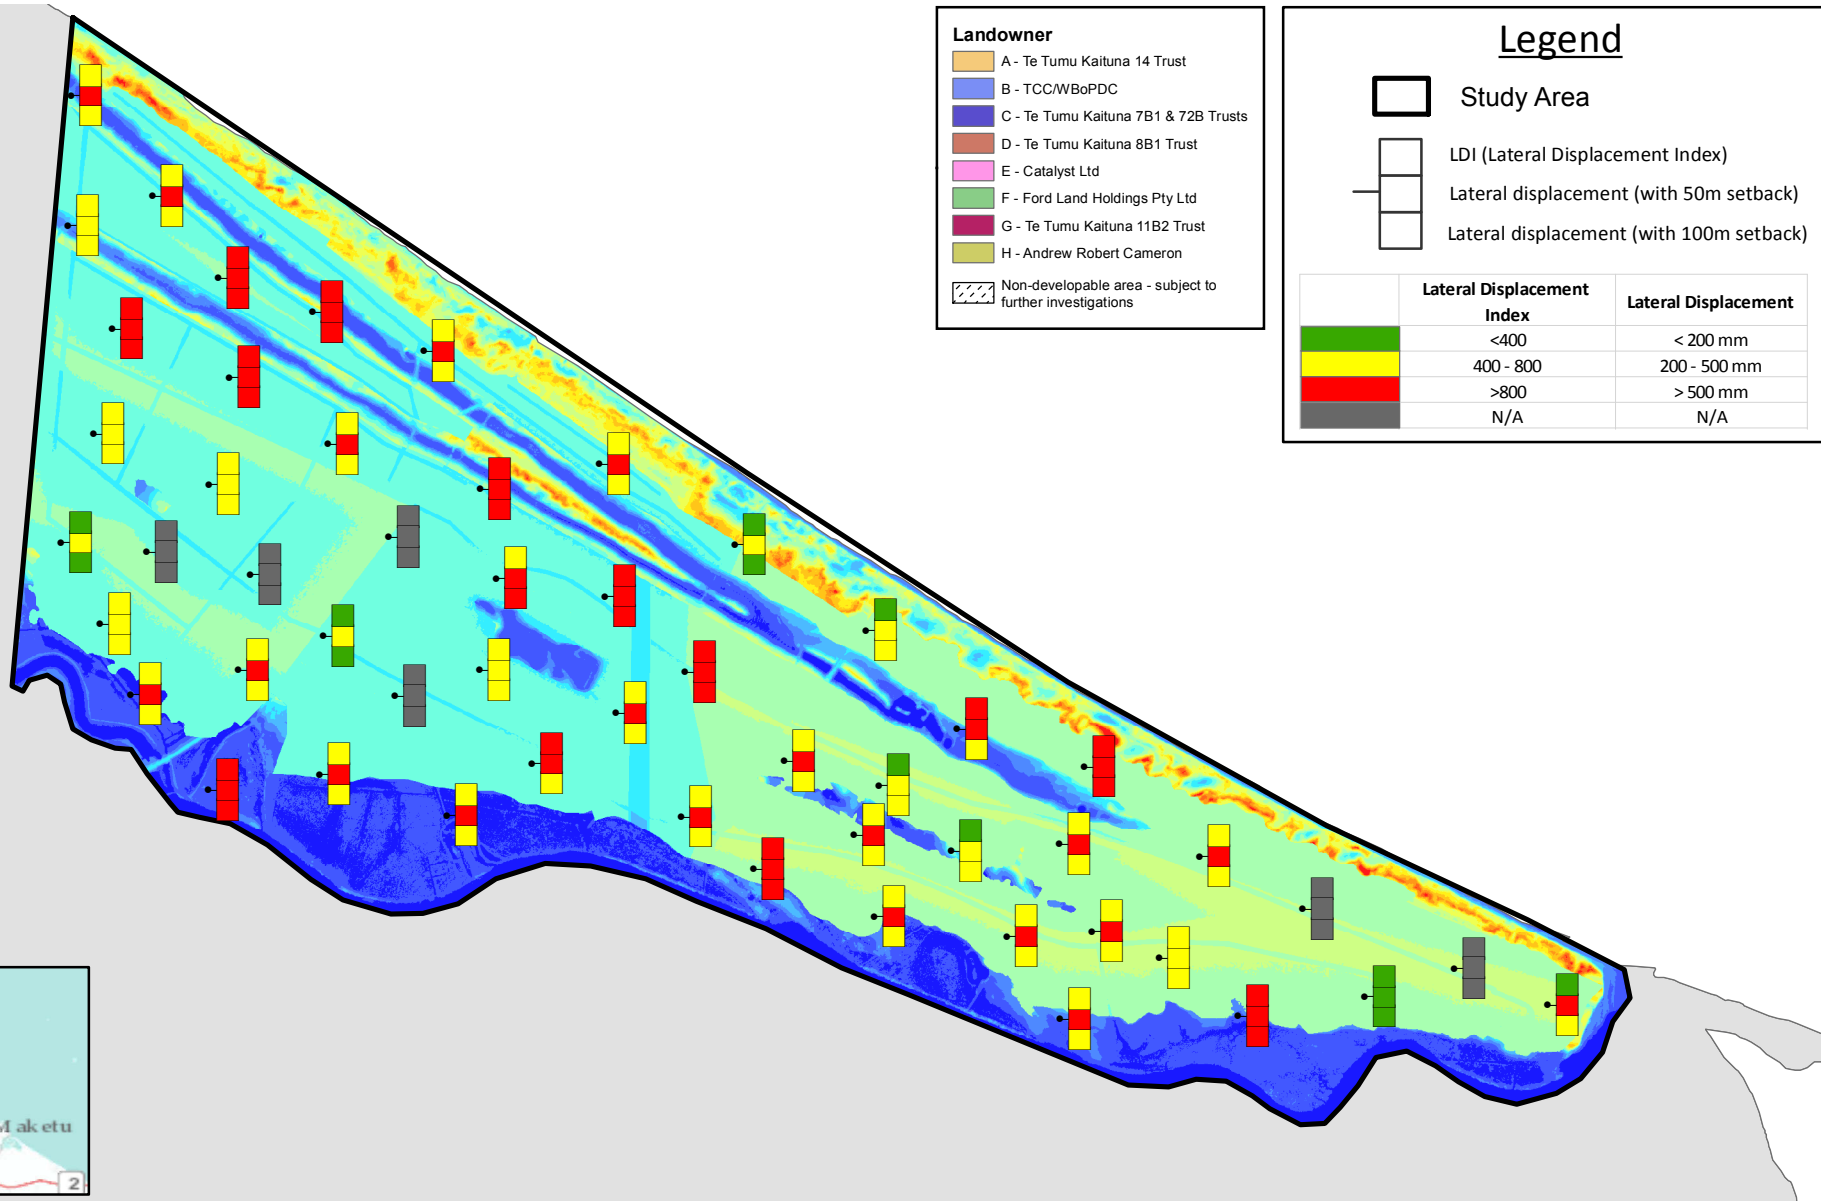 Landowner
A - Te Tumu Kaituna 14 Trust
B - TCC/WBoPDC
C - Te Tumu Kaituna 7B1 & 72B Trusts
D - Te Tumu Kaituna 8B1 Trust
E - Catalyst Ltd
F - Ford Land Holdings Pty Ltd
G - Te Tumu Kaituna 11B2 Trust
H - Andrew Robert Cameron
Non-developable area - subject to
further investigations
Legend
Study Area
LDI (Lateral Displacement Index)
Lateral displacement (with 50m setback)
Lateral displacement (with 100m setback)
Lateral Displacement
Index
Lateral Displacement
<400 < 200 mm
400 - 800 200 - 500 mm
>800 > 500 mm
N/A N/A
Maketu
2